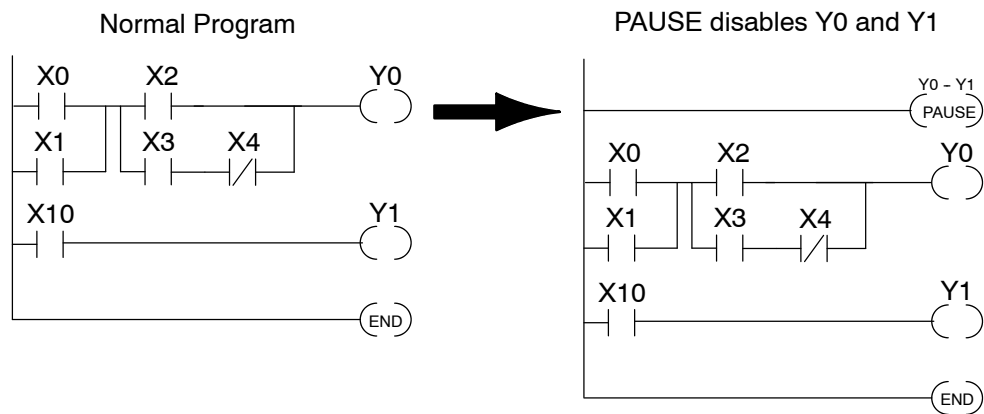 Normal Program
X0 X2 Y0
X1 X3 X4
X10 Y1
END
PAUSE disables Y0 and Y1
Y0 - Y1
PAUSE
X0 X2 Y0
X1 X3 X4
X10 Y1
END